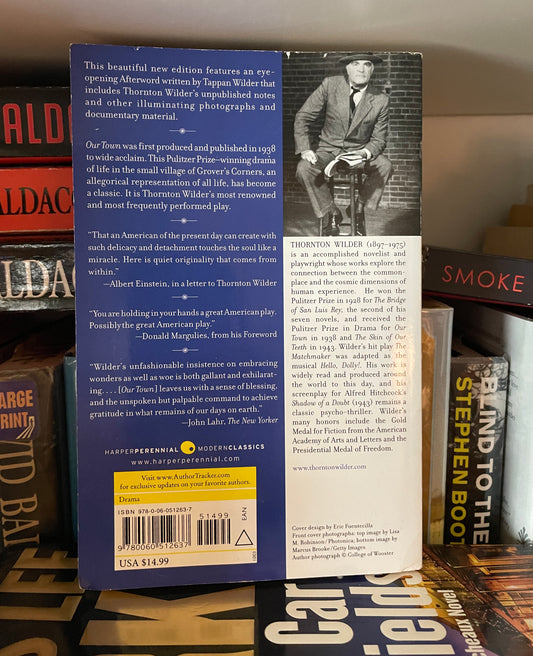 This beautiful new edition features an eye-
opening Afterword written by Tappan Wilder that
includes Thornton Wilder's unpublished notes
and other illuminating photographs and
documentary material.
Our Town was first produced and published in 1938
to wide acclaim. This Pulitzer Prize–winning drama
of life in the small village of Grover's Corners, an
allegorical representation of all life, has become
a classic. It is Thornton Wilder's most renowned
and most frequently performed play.
"That an American of the present day can create with
such delicacy and detachment touches the soul like a
miracle. Here is quiet originality that comes from
within."
—Albert Einstein, in a letter to Thornton Wilder
"You are holding in your hands a great American play.
Possibly the great American play."
—Donald Margulies, from his Foreword
"Wilder's unfashionable insistence on embracing
wonders as well as woe is both gallant and exhilarat-
ing. . . . [Our Town] leaves us with a sense of blessing,
and the unspoken but palpable command to achieve
gratitude in what remains of our days on earth."
—John Lahr, The New Yorker
HARPERPERENNIAL MODERNCLASSICS
www.harperperennial.com
Visit www.AuthorTracker.com
for exclusive updates on your favorite authors.
Drama
ISBN 978-0-06-051263-7
51499
EAN
9 780060 512637
USA $14.99
THORNTON WILDER (1897–1975)
is an accomplished novelist and
playwright whose works explore the
connection between the common-
place and the cosmic dimensions of
human experience. He won the
Pulitzer Prize in 1928 for The Bridge
of San Luis Rey, the second of his
seven novels, and received the
Pulitzer Prize in Drama for Our
Town in 1938 and The Skin of Our
Teeth in 1943. Wilder's hit play The
Matchmaker was adapted as the
musical Hello, Dolly!. His work is
widely read and produced around
the world to this day, and his
screenplay for Alfred Hitchcock's
Shadow of a Doubt (1943) remains a
classic psycho-thriller. Wilder's
many honors include the Gold
Medal for Fiction from the American
Academy of Arts and Letters and the
Presidential Medal of Freedom.
www.thorntonwilder.com
Cover design by Eric Fuentecilla
Front cover photographs: top image by Lisa
M. Robinson/Photonica; bottom image by
Marcus Brooke/Getty Images
Author photograph © College of Wooster
ALD
ALDAC
ALDAC
LARGE
PRINT
VID BAL
SMOKE
BLIND TO THE
STEPHEN BOOT
Car
ields
cheaux Novel